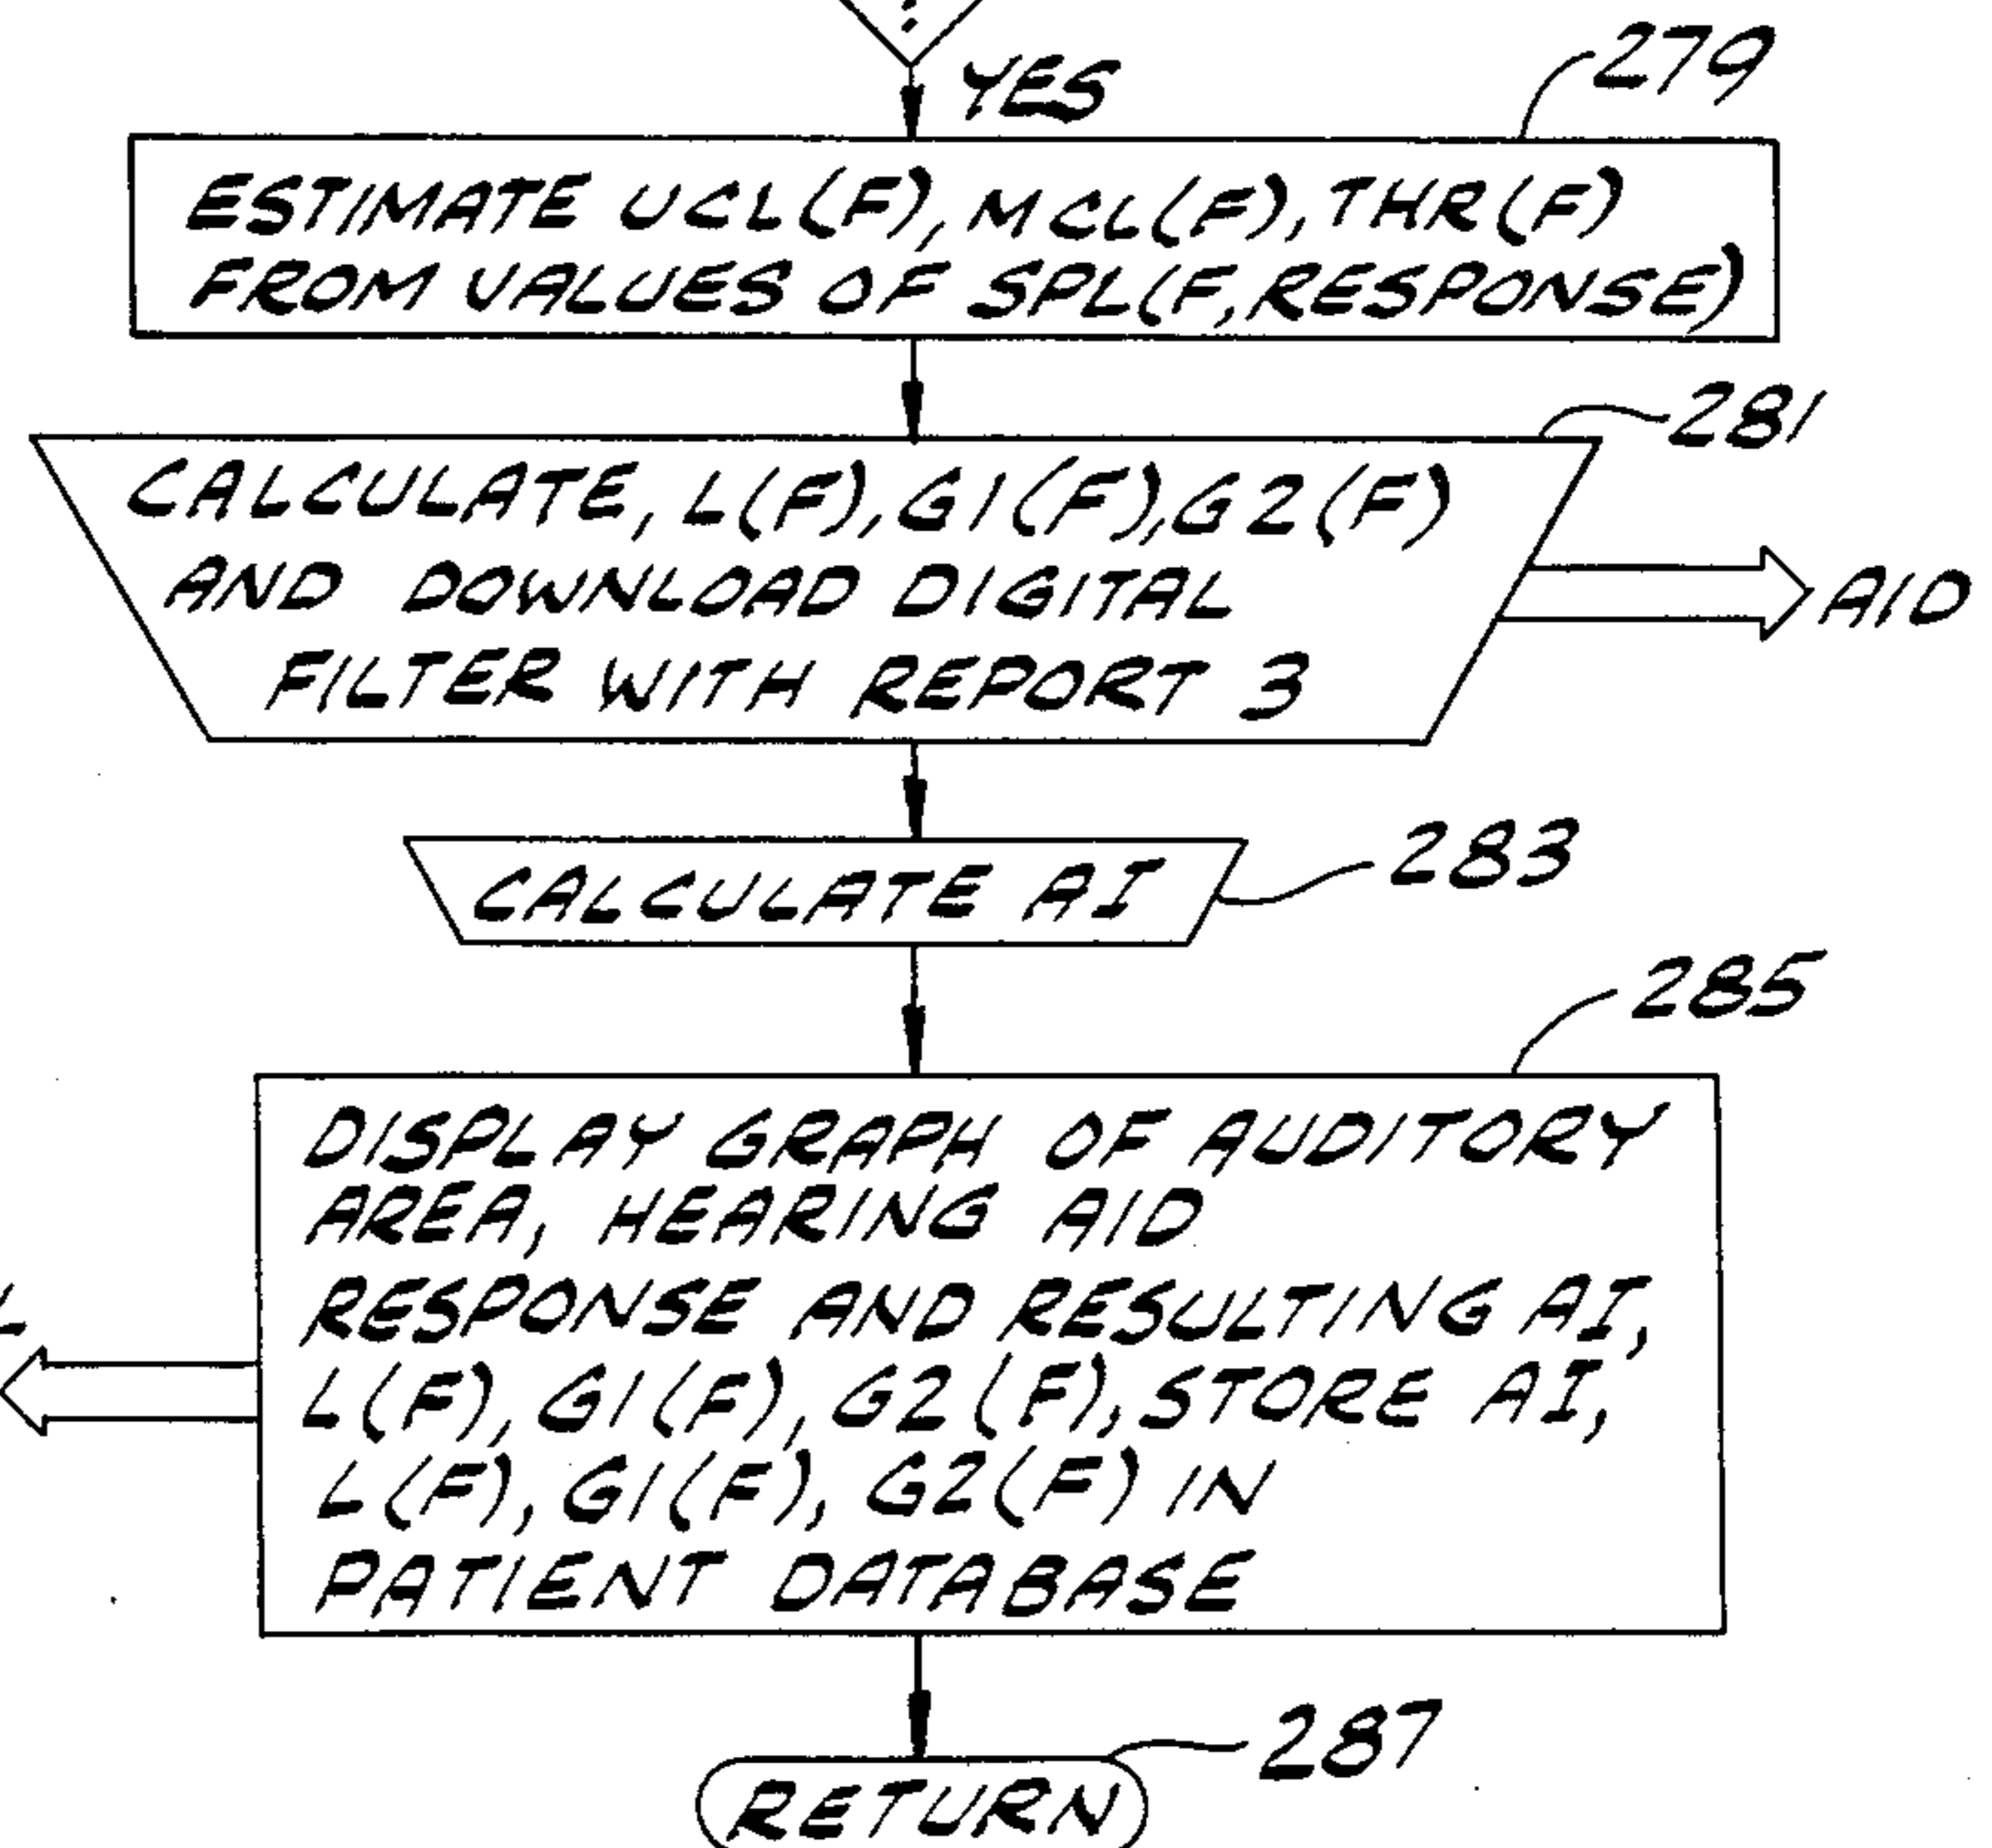 YES
279
ESTIMATE UCL(F), MCL(F), THR(F)
FROM VALUES OF SPL(F, RESPONSE)
281
CALCULATE, L(F), G1(F), G2(F)
AND DOWNLOAD DIGITAL
FILTER WITH REPORT 3
AID
CALCULATE AI
283
285
DISPLAY GRAPH OF AUDITORY
AREA, HEARING AID
RESPONSE AND RESULTING AI,
L(F), G1(F), G2(F), STORE AI,
L(F), G1(F), G2(F) IN
PATIENT DATABASE
287
RETURN